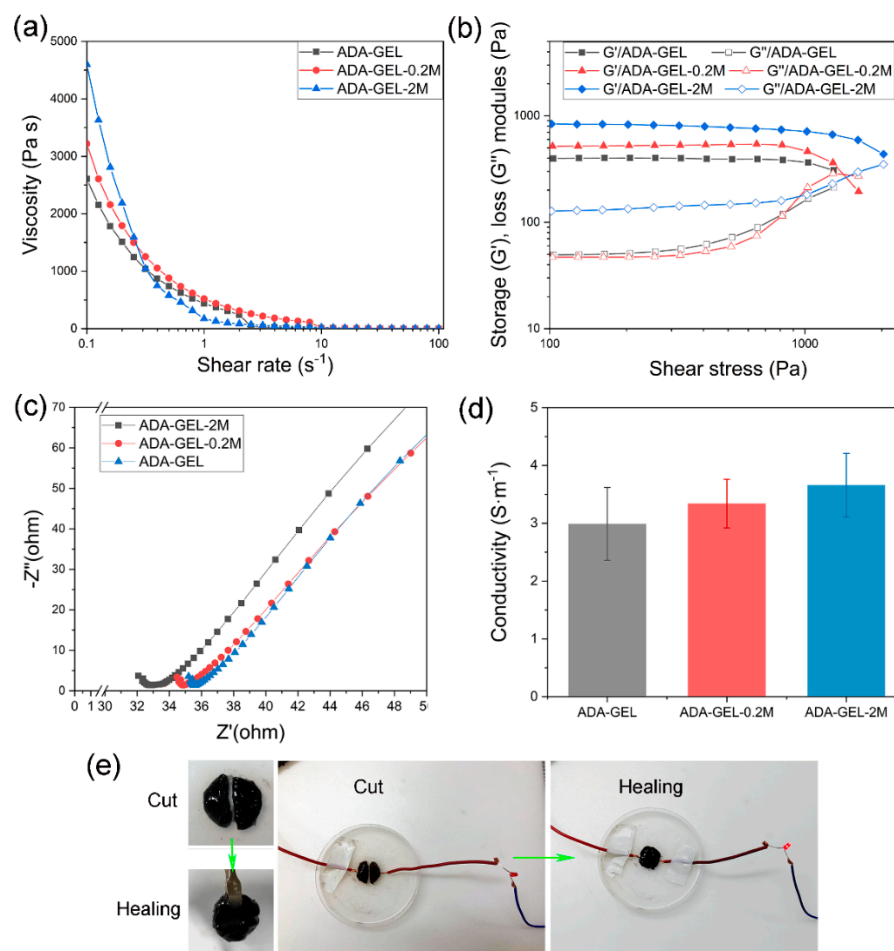 (a)
5000
4000
3000
2000
1000
0
Viscosity (Pa s)
ADA-GEL
ADA-GEL-0.2M
ADA-GEL-2M
0.1 1 10 100
Shear rate (s⁻¹)
(b)
Storage (G'), loss (G'') modules (Pa)
G'/ADA-GEL G''/ADA-GEL
G'/ADA-GEL-0.2M G''/ADA-GEL-0.2M
G'/ADA-GEL-2M G''/ADA-GEL-2M
1000
100
10
100 1000
Shear stress (Pa)
(c)
70
60
50
40
30
20
10
0
-Z''(ohm)
ADA-GEL-2M
ADA-GEL-0.2M
ADA-GEL
0 1 30 32 34 36 38 40 42 44 46 48 50
Z'(ohm)
(d)
5
4
3
2
1
0
Conductivity (S·m⁻¹)
ADA-GEL ADA-GEL-0.2M ADA-GEL-2M
(e)
Cut
Healing
Cut
Healing